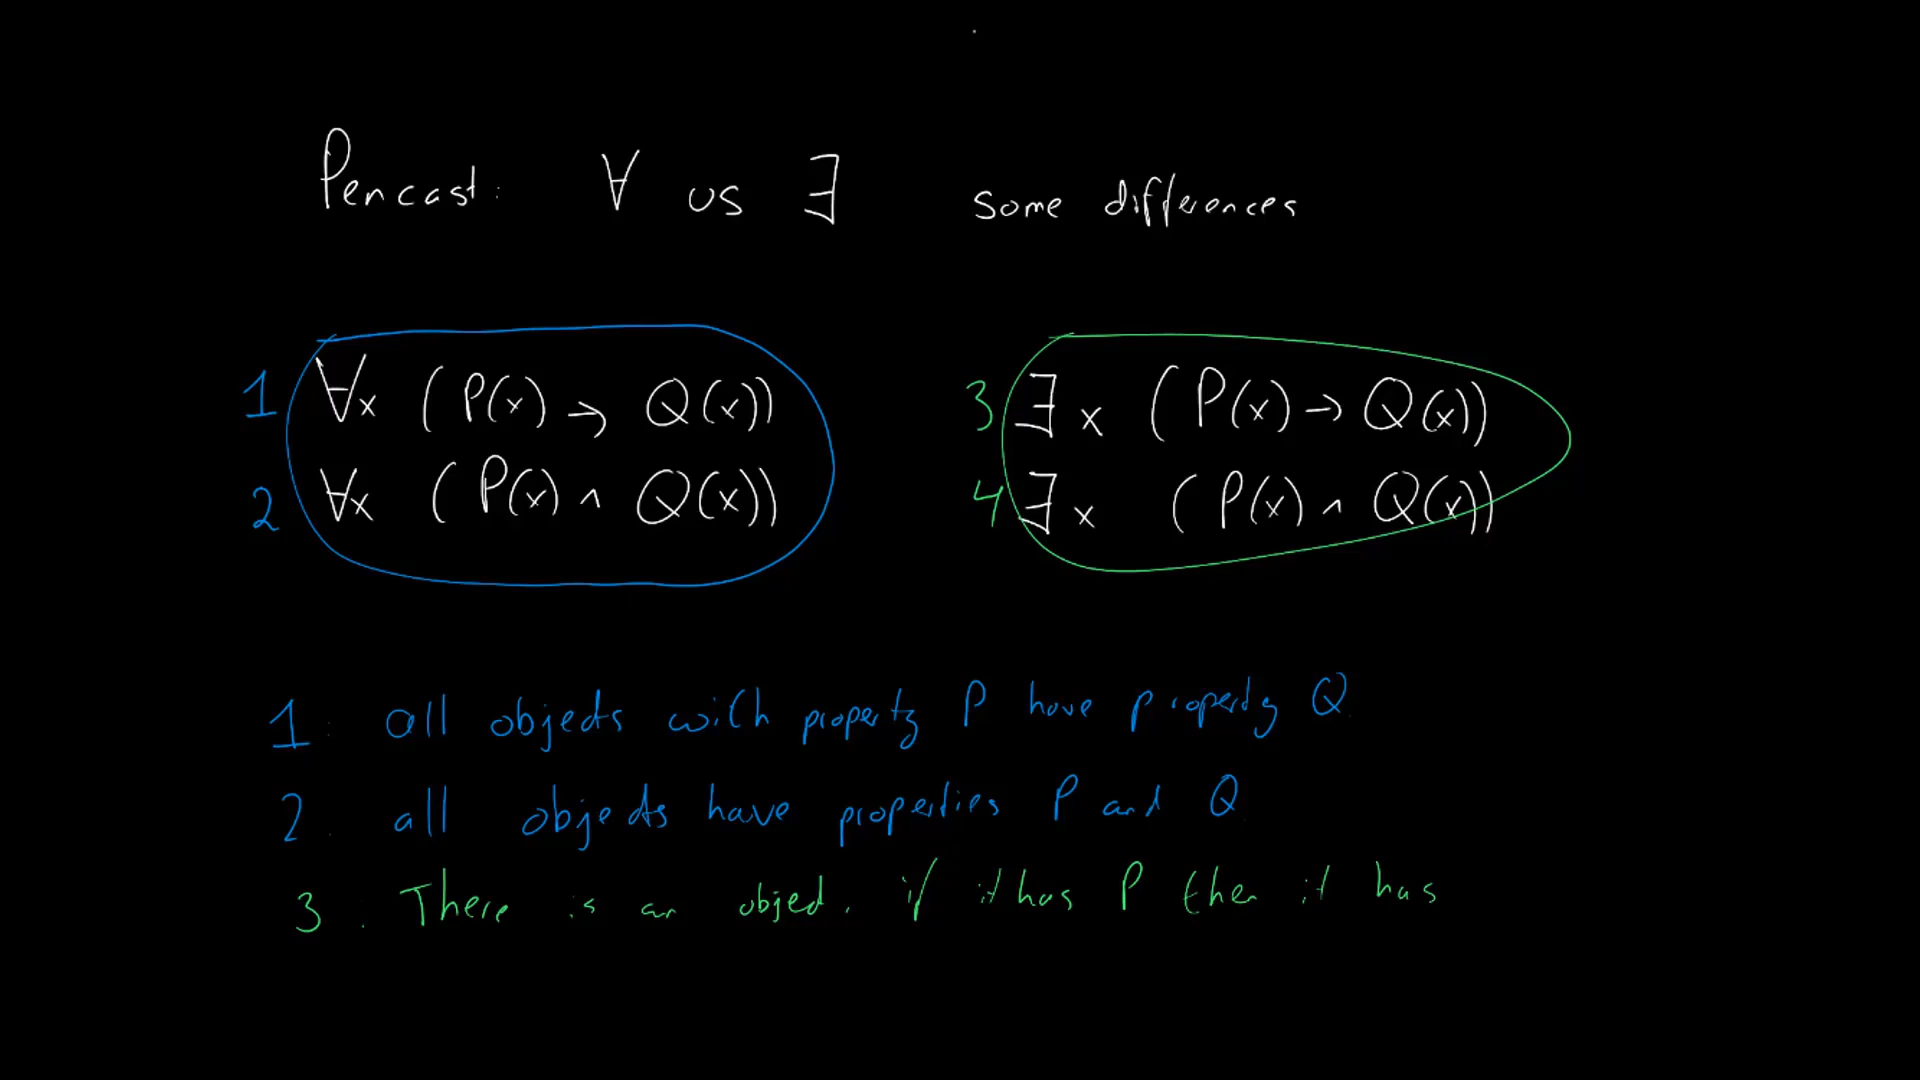 Pencast: ∀ vs ∃ some differences
1 ∀x (P(x) → Q(x))
2 ∀x (P(x) ∧ Q(x))
3 ∃x (P(x) → Q(x))
4 ∃x (P(x) ∧ Q(x))
1: all objects with property P have property Q.
2. all objects have properties P and Q
3. There is an object. if it has P then it has